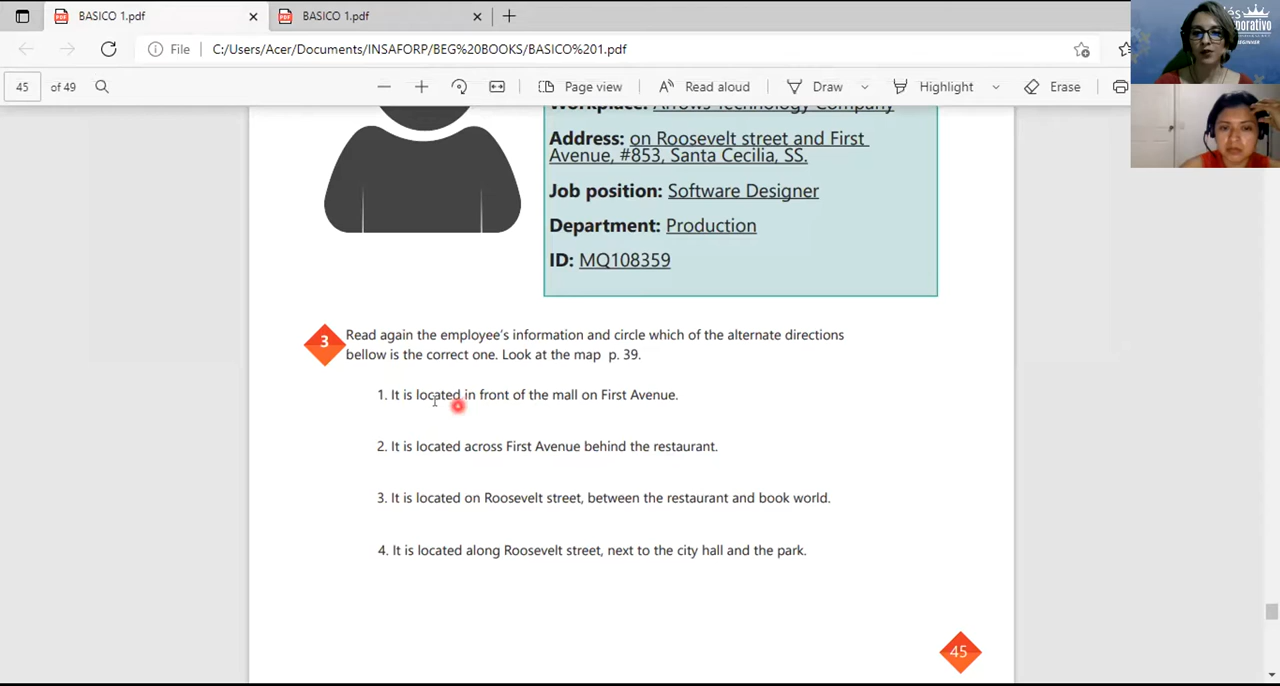 BASICO 1.pdf
BASICO 1.pdf
File C:/Users/Acer/Documents/INSAFORP/BEG%20BOOKS/BASICO%201.pdf
45 of 49
Page view
Read aloud
Draw
Highlight
Erase
Workplace: Arrows Technology Company
Address: on Roosevelt street and First
Avenue, #853, Santa Cecilia, SS.
Job position: Software Designer
Department: Production
ID: MQ108359
3 Read again the employee's information and circle which of the alternate directions
bellow is the correct one. Look at the map p. 39.
1. It is located in front of the mall on First Avenue.
2. It is located across First Avenue behind the restaurant.
3. It is located on Roosevelt street, between the restaurant and book world.
4. It is located along Roosevelt street, next to the city hall and the park.
45